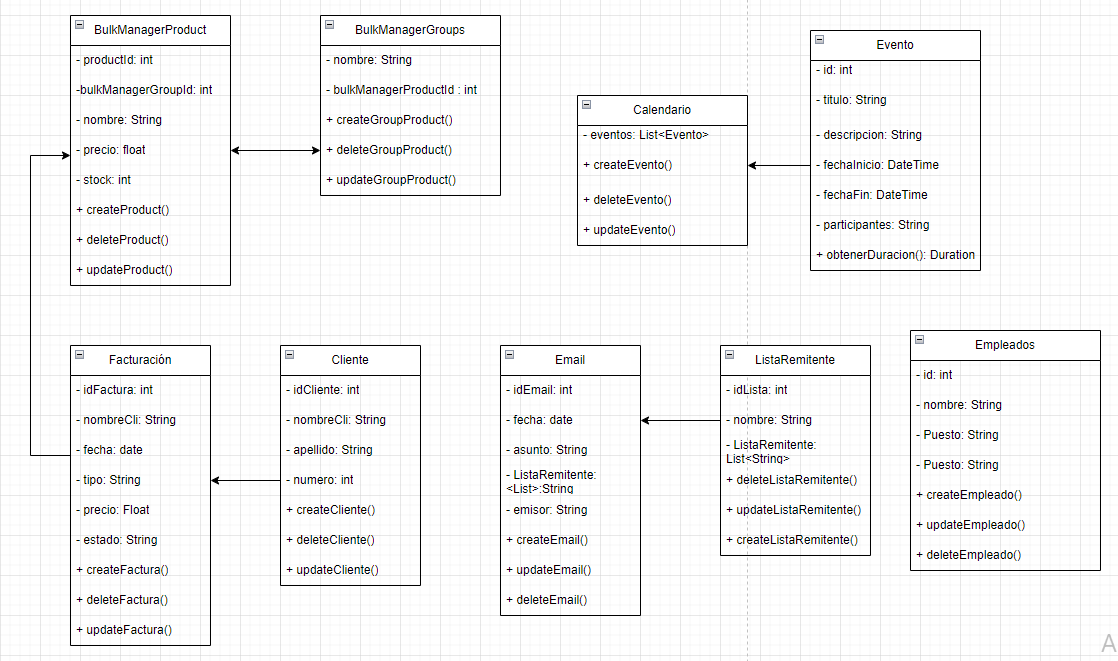 BulkManagerProduct
- productId: int
-bulkManagerGroupId: int
- nombre: String
- precio: float
- stock: int
+ createProduct()
+ deleteProduct()
+ updateProduct()
BulkManagerGroups
- nombre: String
- bulkManagerProductId : int
+ createGroupProduct()
+ deleteGroupProduct()
+ updateGroupProduct()
Calendario
- eventos: List<Evento>
+ createEvento()
+ deleteEvento()
+ updateEvento()
Evento
- id: int
- titulo: String
- descripcion: String
- fechaInicio: DateTime
- fechaFin: DateTime
- participantes: String
+ obtenerDuracion(): Duration
Facturación
- idFactura: int
- nombreCli: String
- fecha: date
- tipo: String
- precio: Float
- estado: String
+ createFactura()
+ deleteFactura()
+ updateFactura()
Cliente
- idCliente: int
- nombreCli: String
- apellido: String
- numero: int
+ createCliente()
+ deleteCliente()
+ updateCliente()
Email
- idEmail: int
- fecha: date
- asunto: String
- ListaRemitente:
<List>:String
- emisor: String
+ createEmail()
+ updateEmail()
+ deleteEmail()
ListaRemitente
- idLista: int
- nombre: String
- ListaRemitente:
List<String>
+ deleteListaRemitente()
+ updateListaRemitente()
+ createListaRemitente()
Empleados
- id: int
- nombre: String
- Puesto: String
- Puesto: String
+ createEmpleado()
+ updateEmpleado()
+ deleteEmpleado()
A